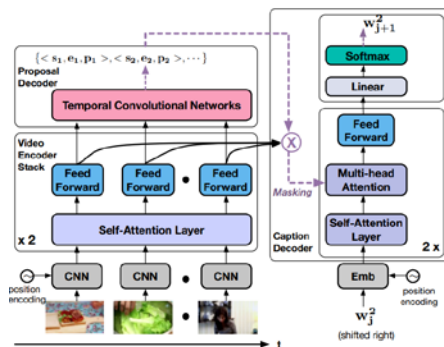 {< s₁, e₁, p₁ >, < s₂, e₂, p₂ >, ⋯}
Proposal
Decoder
Temporal Convolutional Networks
Video
Encoder
Stack
Feed
Forward
Feed
Forward
Feed
Forward
x 2
Self-Attention Layer
CNN
CNN
CNN
position
encoding
t
X
Masking
w²ⱼ₊₁
Softmax
Linear
Feed
Forward
Multi-head
Attention
Self-Attention
Layer
Caption
Decoder
2 x
Emb
position
encoding
w²ⱼ
(shifted right)